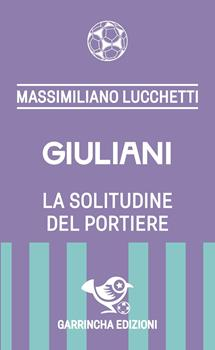 MASSIMILIANO LUCCHETTI
GIULIANI
LA SOLITUDINE
DEL PORTIERE
GARRINCHA EDIZIONI